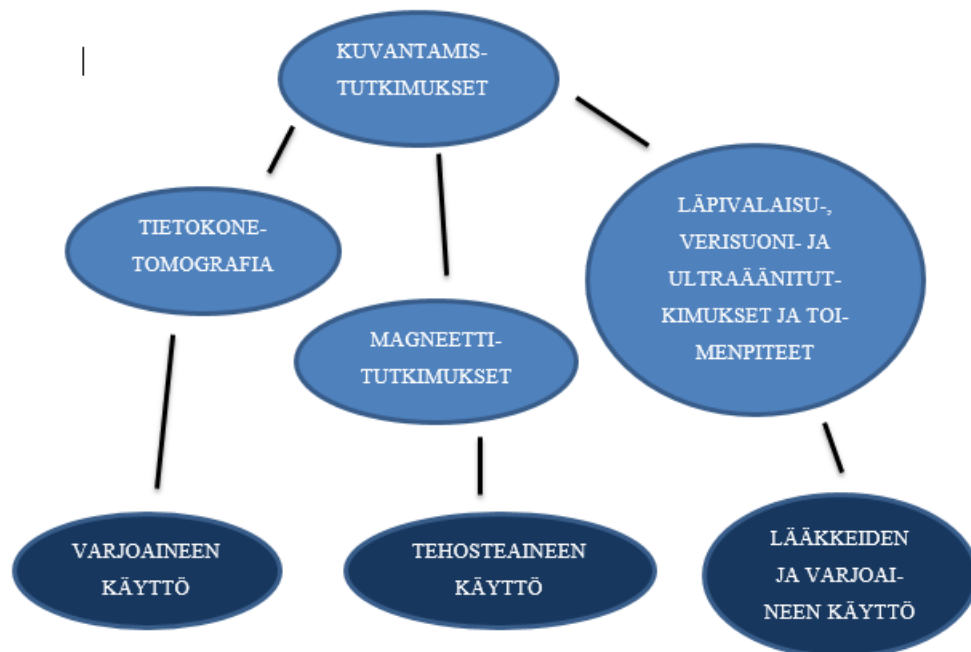 KUVANTAMIS-
TUTKIMUKSET
TIETOKONE-
TOMOGRAFIA
MAGNEETTI-
TUTKIMUKSET
LÄPIVALAISU-,
VERISUONI- JA
ULTRAÄÄNITUT-
KIMUKSET JA TOI-
MENPITEET
VARJOAINEEN
KÄYTTÖ
TEHOSTEAINEEN
KÄYTTÖ
LÄÄKKEIDEN
JA VARJOAI-
NEEN KÄYTTÖ